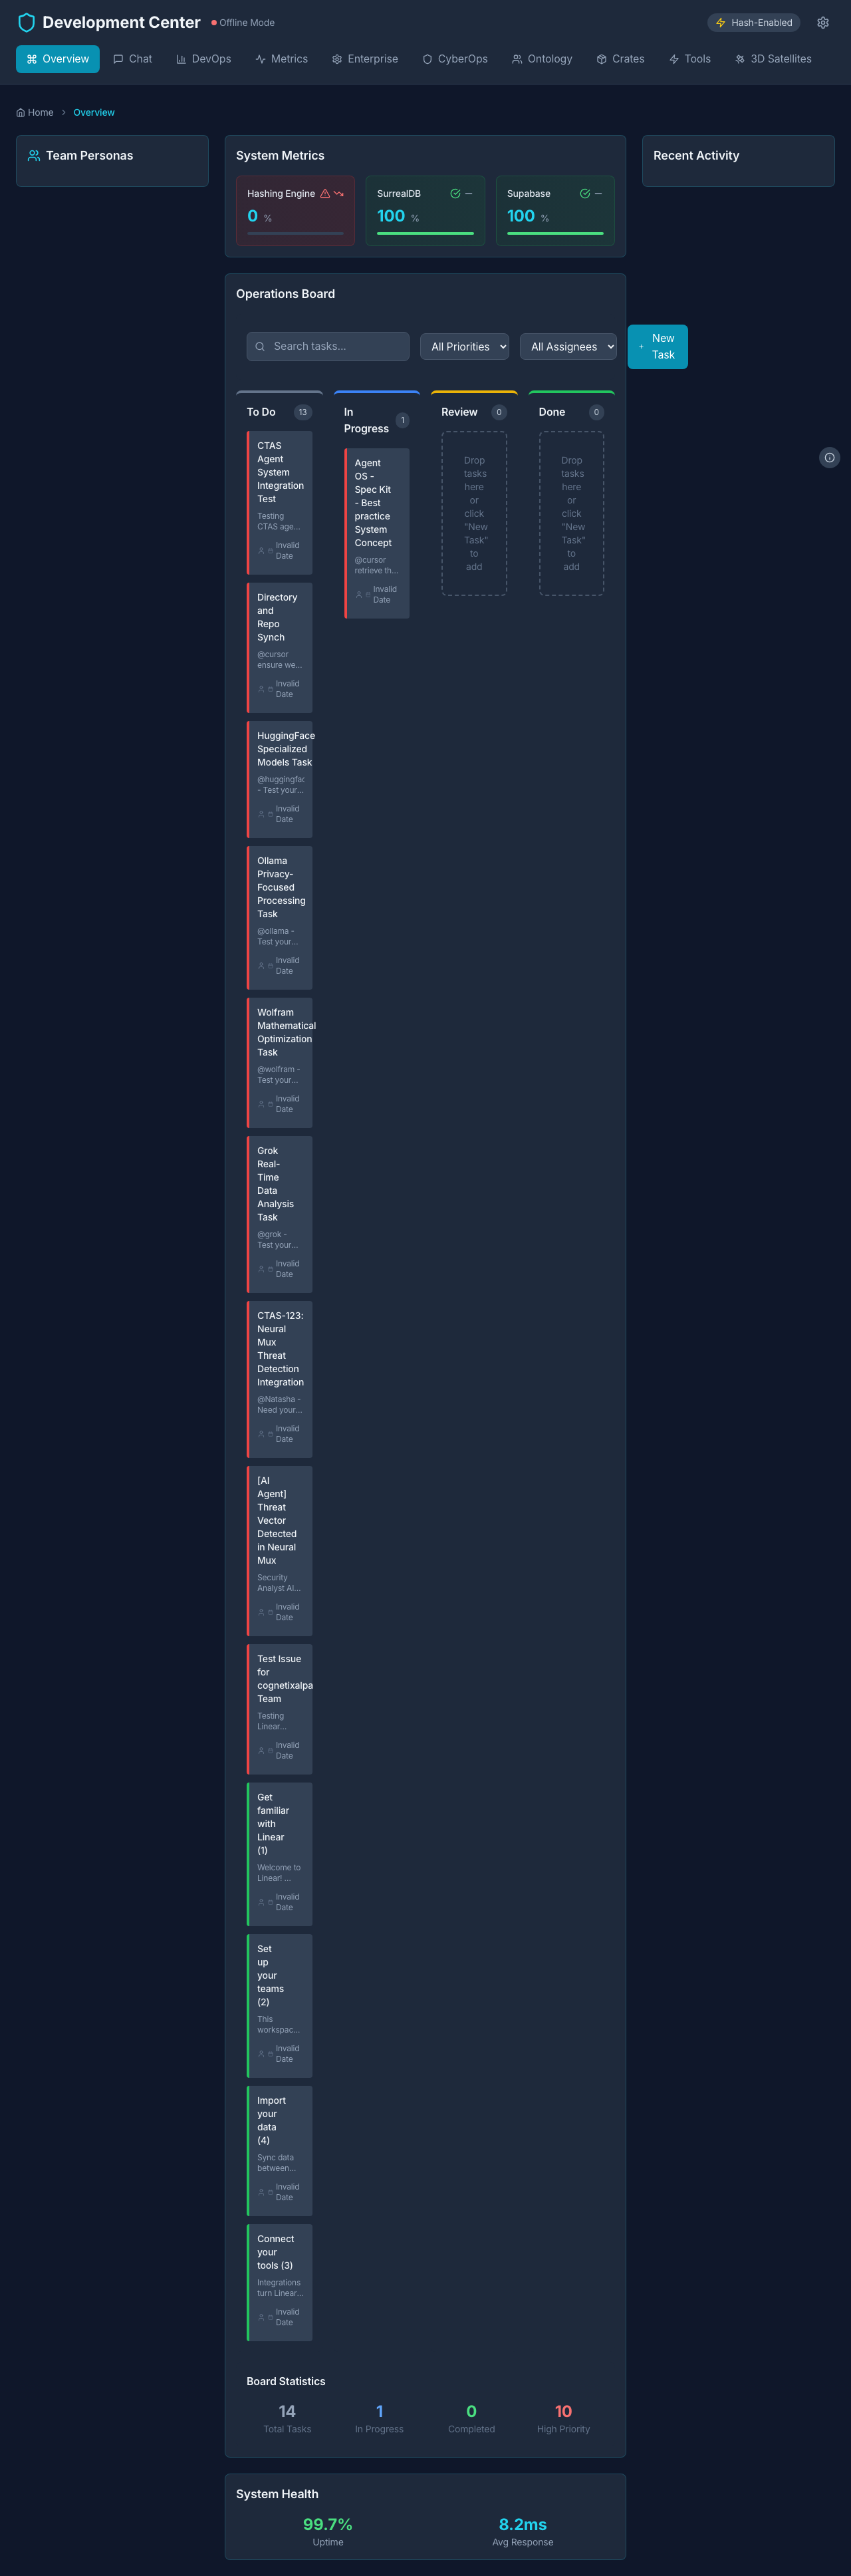 Development Center
Offline Mode
Hash-Enabled
Overview
Chat
DevOps
Metrics
Enterprise
CyberOps
Ontology
Crates
Tools
3D Satellites
Home
Overview
Team Personas
System Metrics
Hashing Engine
0 %
SurrealDB
100 %
Supabase
100 %
Recent Activity
Operations Board
Search tasks...
All Priorities
All Assignees
New
Task
To Do
13
CTAS
Agent
System
Integration
Test
Testing
CTAS age...
Invalid
Date
Directory
and
Repo
Synch
@cursor
ensure we...
Invalid
Date
HuggingFace
Specialized
Models Task
@huggingfac
- Test your...
Invalid
Date
Ollama
Privacy-
Focused
Processing
Task
@ollama -
Test your...
Invalid
Date
Wolfram
Mathematical
Optimization
Task
@wolfram -
Test your...
Invalid
Date
Grok
Real-
Time
Data
Analysis
Task
@grok -
Test your...
Invalid
Date
CTAS-123:
Neural
Mux
Threat
Detection
Integration
@Natasha -
Need your...
Invalid
Date
[AI
Agent]
Threat
Vector
Detected
in Neural
Mux
Security
Analyst AI...
Invalid
Date
Test Issue
for
cognetixalpa
Team
Testing
Linear...
Invalid
Date
Get
familiar
with
Linear
(1)
Welcome to
Linear! ...
Invalid
Date
Set
up
your
teams
(2)
This
workspac...
Invalid
Date
Import
your
data
(4)
Sync data
between...
Invalid
Date
Connect
your
tools (3)
Integrations
turn Linear...
Invalid
Date
In
Progress
1
Agent
OS -
Spec Kit
- Best
practice
System
Concept
@cursor
retrieve th...
Invalid
Date
Review
0
Drop
tasks
here
or
click
"New
Task"
to
add
Done
0
Drop
tasks
here
or
click
"New
Task"
to
add
Board Statistics
14
Total Tasks
1
In Progress
0
Completed
10
High Priority
System Health
99.7%
Uptime
8.2ms
Avg Response